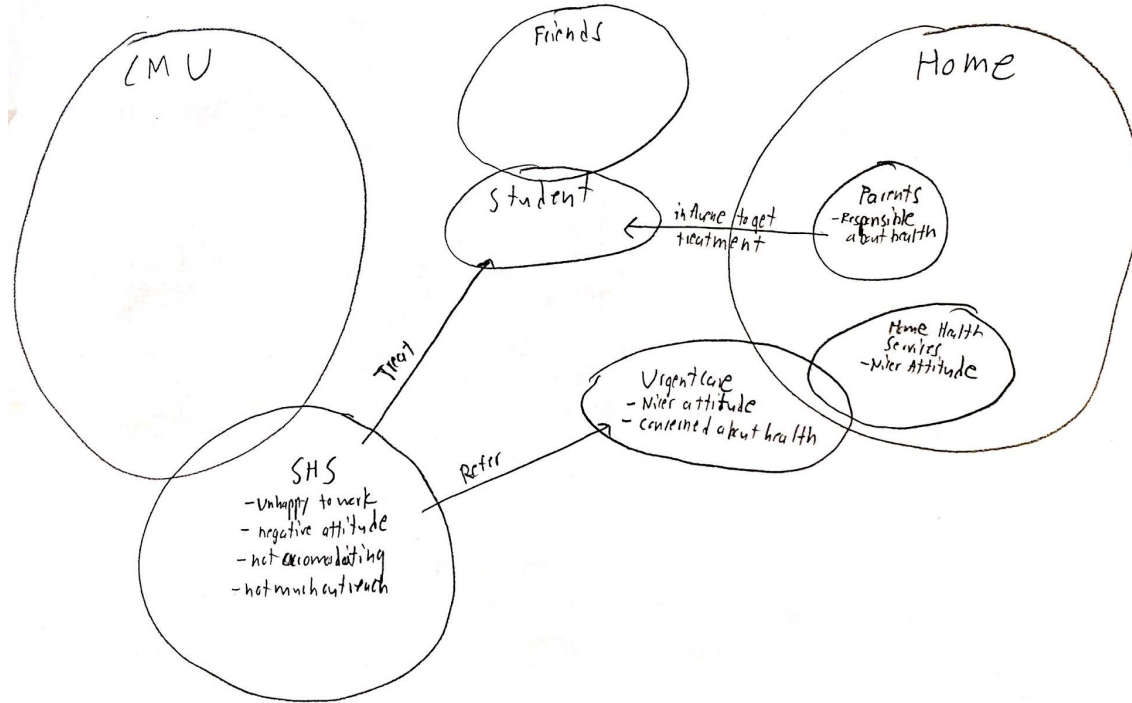 CMU
Friends
Home
Student
Parents
-Responsible
about health
influene to get
treatment
Treat
Home Health
Services
-Nicer Attitude
Urgent care
- Nicer attitude
- concerned about health
Refer
SHS
-unhappy to work
- negative attitude
- not accomodating
- not much outreach